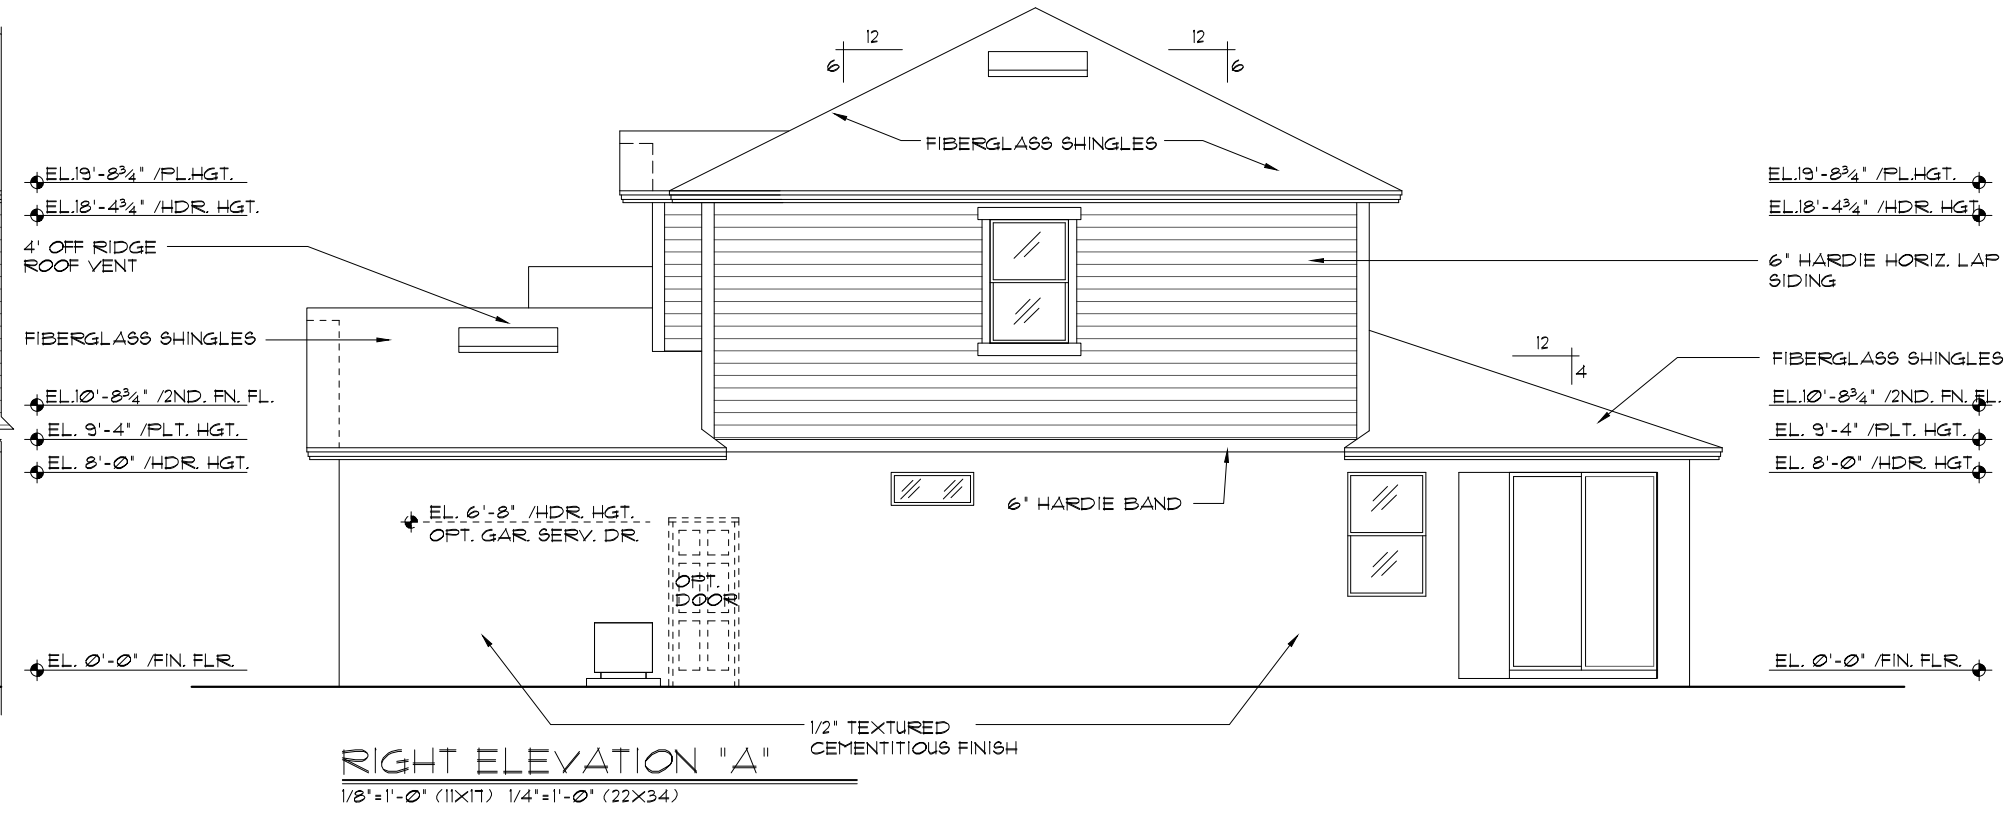 12
12
6
6
FIBERGLASS SHINGLES
EL.19'-8¾" /PL.HGT.
EL.18'-4¾" /HDR. HGT.
4' OFF RIDGE
ROOF VENT
FIBERGLASS SHINGLES
EL.10'-8¾" /2ND. FN. FL.
EL. 9'-4" /PLT. HGT.
EL. 8'-0" /HDR. HGT.
EL. 0'-0" /FIN. FLR.
EL.19'-8¾" /PL.HGT.
EL.18'-4¾" /HDR. HGT
6" HARDIE HORIZ. LAP
SIDING
12
4
FIBERGLASS SHINGLES
EL.10'-8¾" /2ND. FN. FL.
EL. 9'-4" /PLT. HGT.
EL. 8'-0" /HDR. HGT
EL. 0'-0" /FIN. FLR.
6" HARDIE BAND
EL. 6'-8" /HDR. HGT.
OPT. GAR. SERV. DR.
OPT.
DOOR
1/2" TEXTURED
CEMENTITIOUS FINISH
RIGHT ELEVATION "A"
1/8"=1'-0" (11X17) 1/4"=1'-0" (22X34)